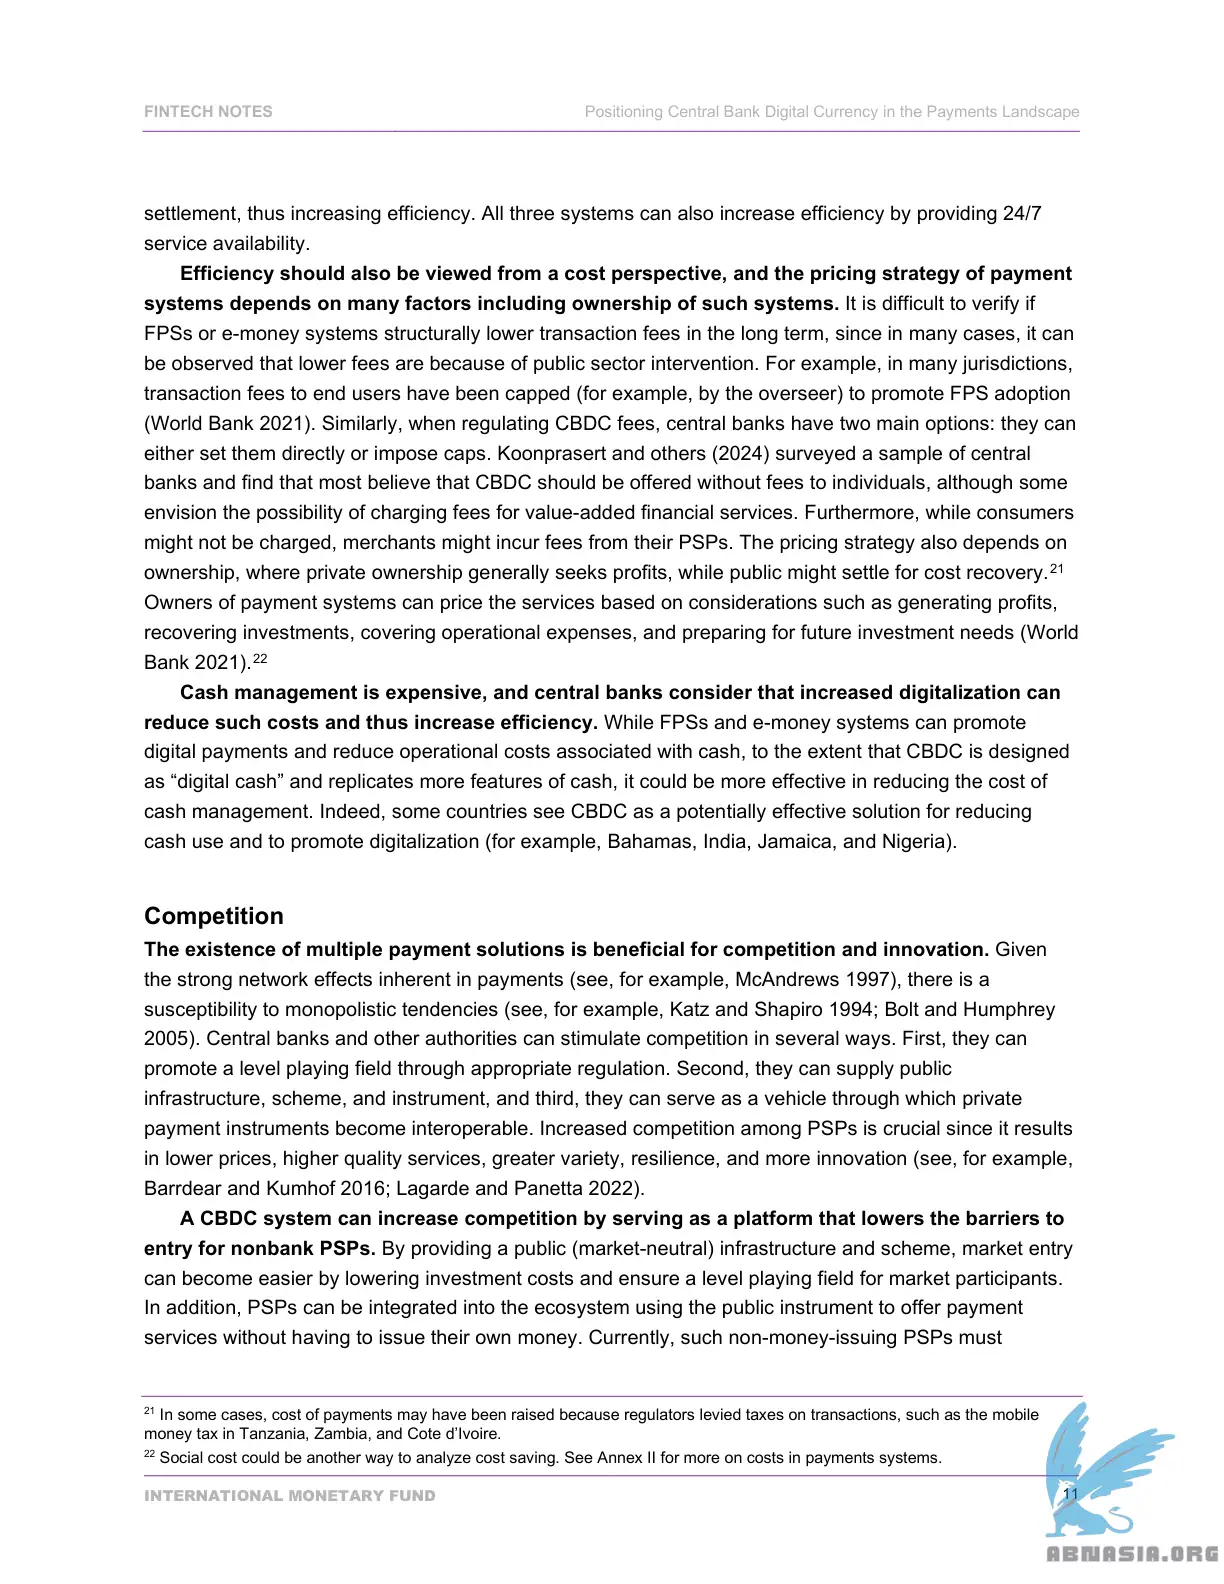 FINTECH NOTES
Positioning Central Bank Digital Currency in the Payments Landscape
settlement, thus increasing efficiency. All three systems can also increase efficiency by providing 24/7
service availability.
Efficiency should also be viewed from a cost perspective, and the pricing strategy of payment
systems depends on many factors including ownership of such systems. It is difficult to verify if
FPSs or e-money systems structurally lower transaction fees in the long term, since in many cases, it can
be observed that lower fees are because of public sector intervention. For example, in many jurisdictions,
transaction fees to end users have been capped (for example, by the overseer) to promote FPS adoption
(World Bank 2021). Similarly, when regulating CBDC fees, central banks have two main options: they can
either set them directly or impose caps. Koonprasert and others (2024) surveyed a sample of central
banks and find that most believe that CBDC should be offered without fees to individuals, although some
envision the possibility of charging fees for value-added financial services. Furthermore, while consumers
might not be charged, merchants might incur fees from their PSPs. The pricing strategy also depends on
ownership, where private ownership generally seeks profits, while public might settle for cost recovery.21
Owners of payment systems can price the services based on considerations such as generating profits,
recovering investments, covering operational expenses, and preparing for future investment needs (World
Bank 2021).22
Cash management is expensive, and central banks consider that increased digitalization can
reduce such costs and thus increase efficiency. While FPSs and e-money systems can promote
digital payments and reduce operational costs associated with cash, to the extent that CBDC is designed
as “digital cash” and replicates more features of cash, it could be more effective in reducing the cost of
cash management. Indeed, some countries see CBDC as a potentially effective solution for reducing
cash use and to promote digitalization (for example, Bahamas, India, Jamaica, and Nigeria).
Competition
The existence of multiple payment solutions is beneficial for competition and innovation. Given
the strong network effects inherent in payments (see, for example, McAndrews 1997), there is a
susceptibility to monopolistic tendencies (see, for example, Katz and Shapiro 1994; Bolt and Humphrey
2005). Central banks and other authorities can stimulate competition in several ways. First, they can
promote a level playing field through appropriate regulation. Second, they can supply public
infrastructure, scheme, and instrument, and third, they can serve as a vehicle through which private
payment instruments become interoperable. Increased competition among PSPs is crucial since it results
in lower prices, higher quality services, greater variety, resilience, and more innovation (see, for example,
Barrdear and Kumhof 2016; Lagarde and Panetta 2022).
A CBDC system can increase competition by serving as a platform that lowers the barriers to
entry for nonbank PSPs. By providing a public (market-neutral) infrastructure and scheme, market entry
can become easier by lowering investment costs and ensure a level playing field for market participants.
In addition, PSPs can be integrated into the ecosystem using the public instrument to offer payment
services without having to issue their own money. Currently, such non-money-issuing PSPs must
21 In some cases, cost of payments may have been raised because regulators levied taxes on transactions, such as the mobile
money tax in Tanzania, Zambia, and Cote d’Ivoire.
22 Social cost could be another way to analyze cost saving. See Annex II for more on costs in payments systems.
INTERNATIONAL MONETARY FUND
11
ABNASIA.ORG